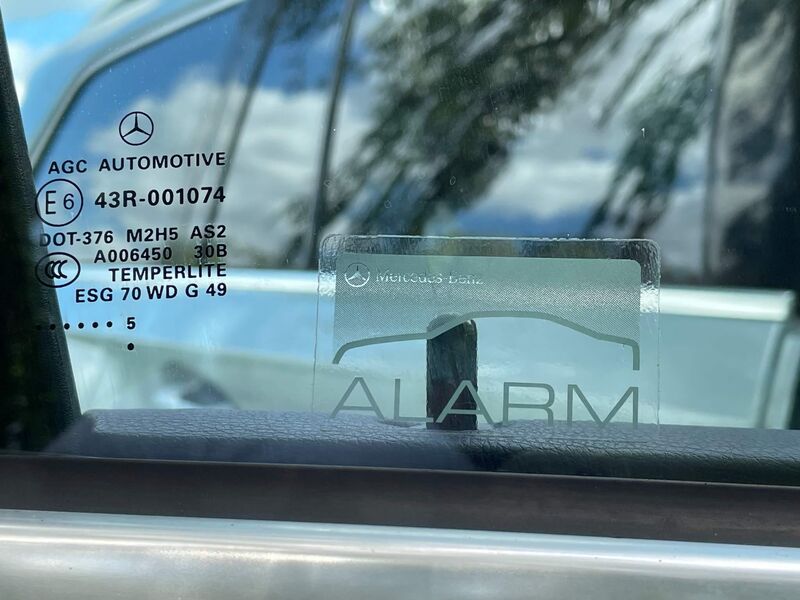 AGC AUTOMOTIVE
E6 43R-001074
DOT-376 M2H5 AS2
A006450 30B
CCC TEMPERLITE
ESG 70 WD G 49
...... 5
.
Mercedes-Benz
ALARM